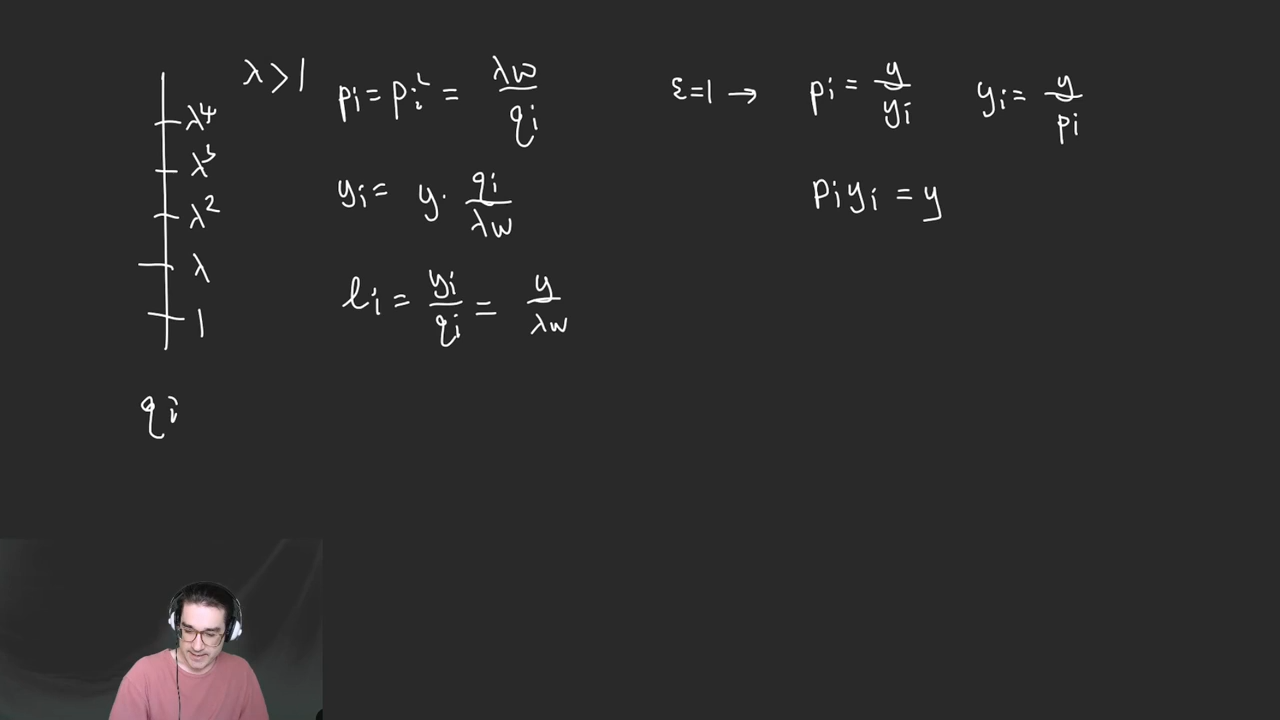 λ > 1
λ⁴
λ³
λ²
λ
1
qᵢ
pᵢ = pᵢᴸ = λw / qᵢ
yᵢ = y · qᵢ / λw
ℓᵢ = yᵢ / qᵢ = y / λw
ε=1 → pᵢ = y / yᵢ yᵢ = y / pᵢ
pᵢyᵢ = y